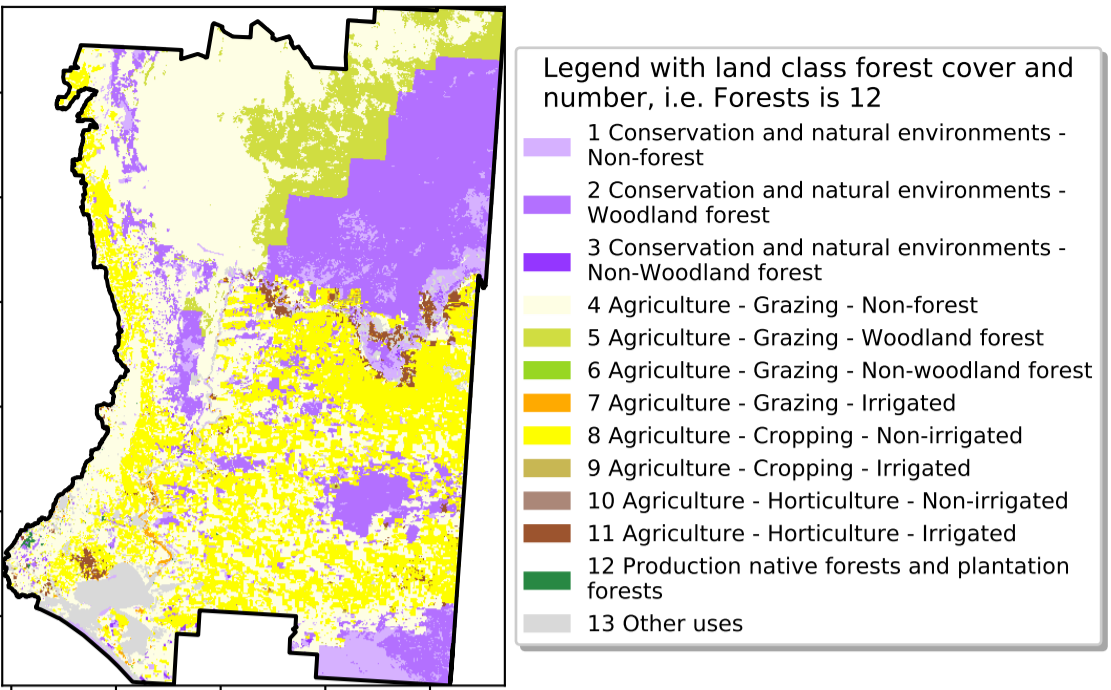 Legend with land class forest cover and
number, i.e. Forests is 12
1 Conservation and natural environments -
Non-forest
2 Conservation and natural environments -
Woodland forest
3 Conservation and natural environments -
Non-Woodland forest
4 Agriculture - Grazing - Non-forest
5 Agriculture - Grazing - Woodland forest
6 Agriculture - Grazing - Non-woodland forest
7 Agriculture - Grazing - Irrigated
8 Agriculture - Cropping - Non-irrigated
9 Agriculture - Cropping - Irrigated
10 Agriculture - Horticulture - Non-irrigated
11 Agriculture - Horticulture - Irrigated
12 Production native forests and plantation
forests
13 Other uses